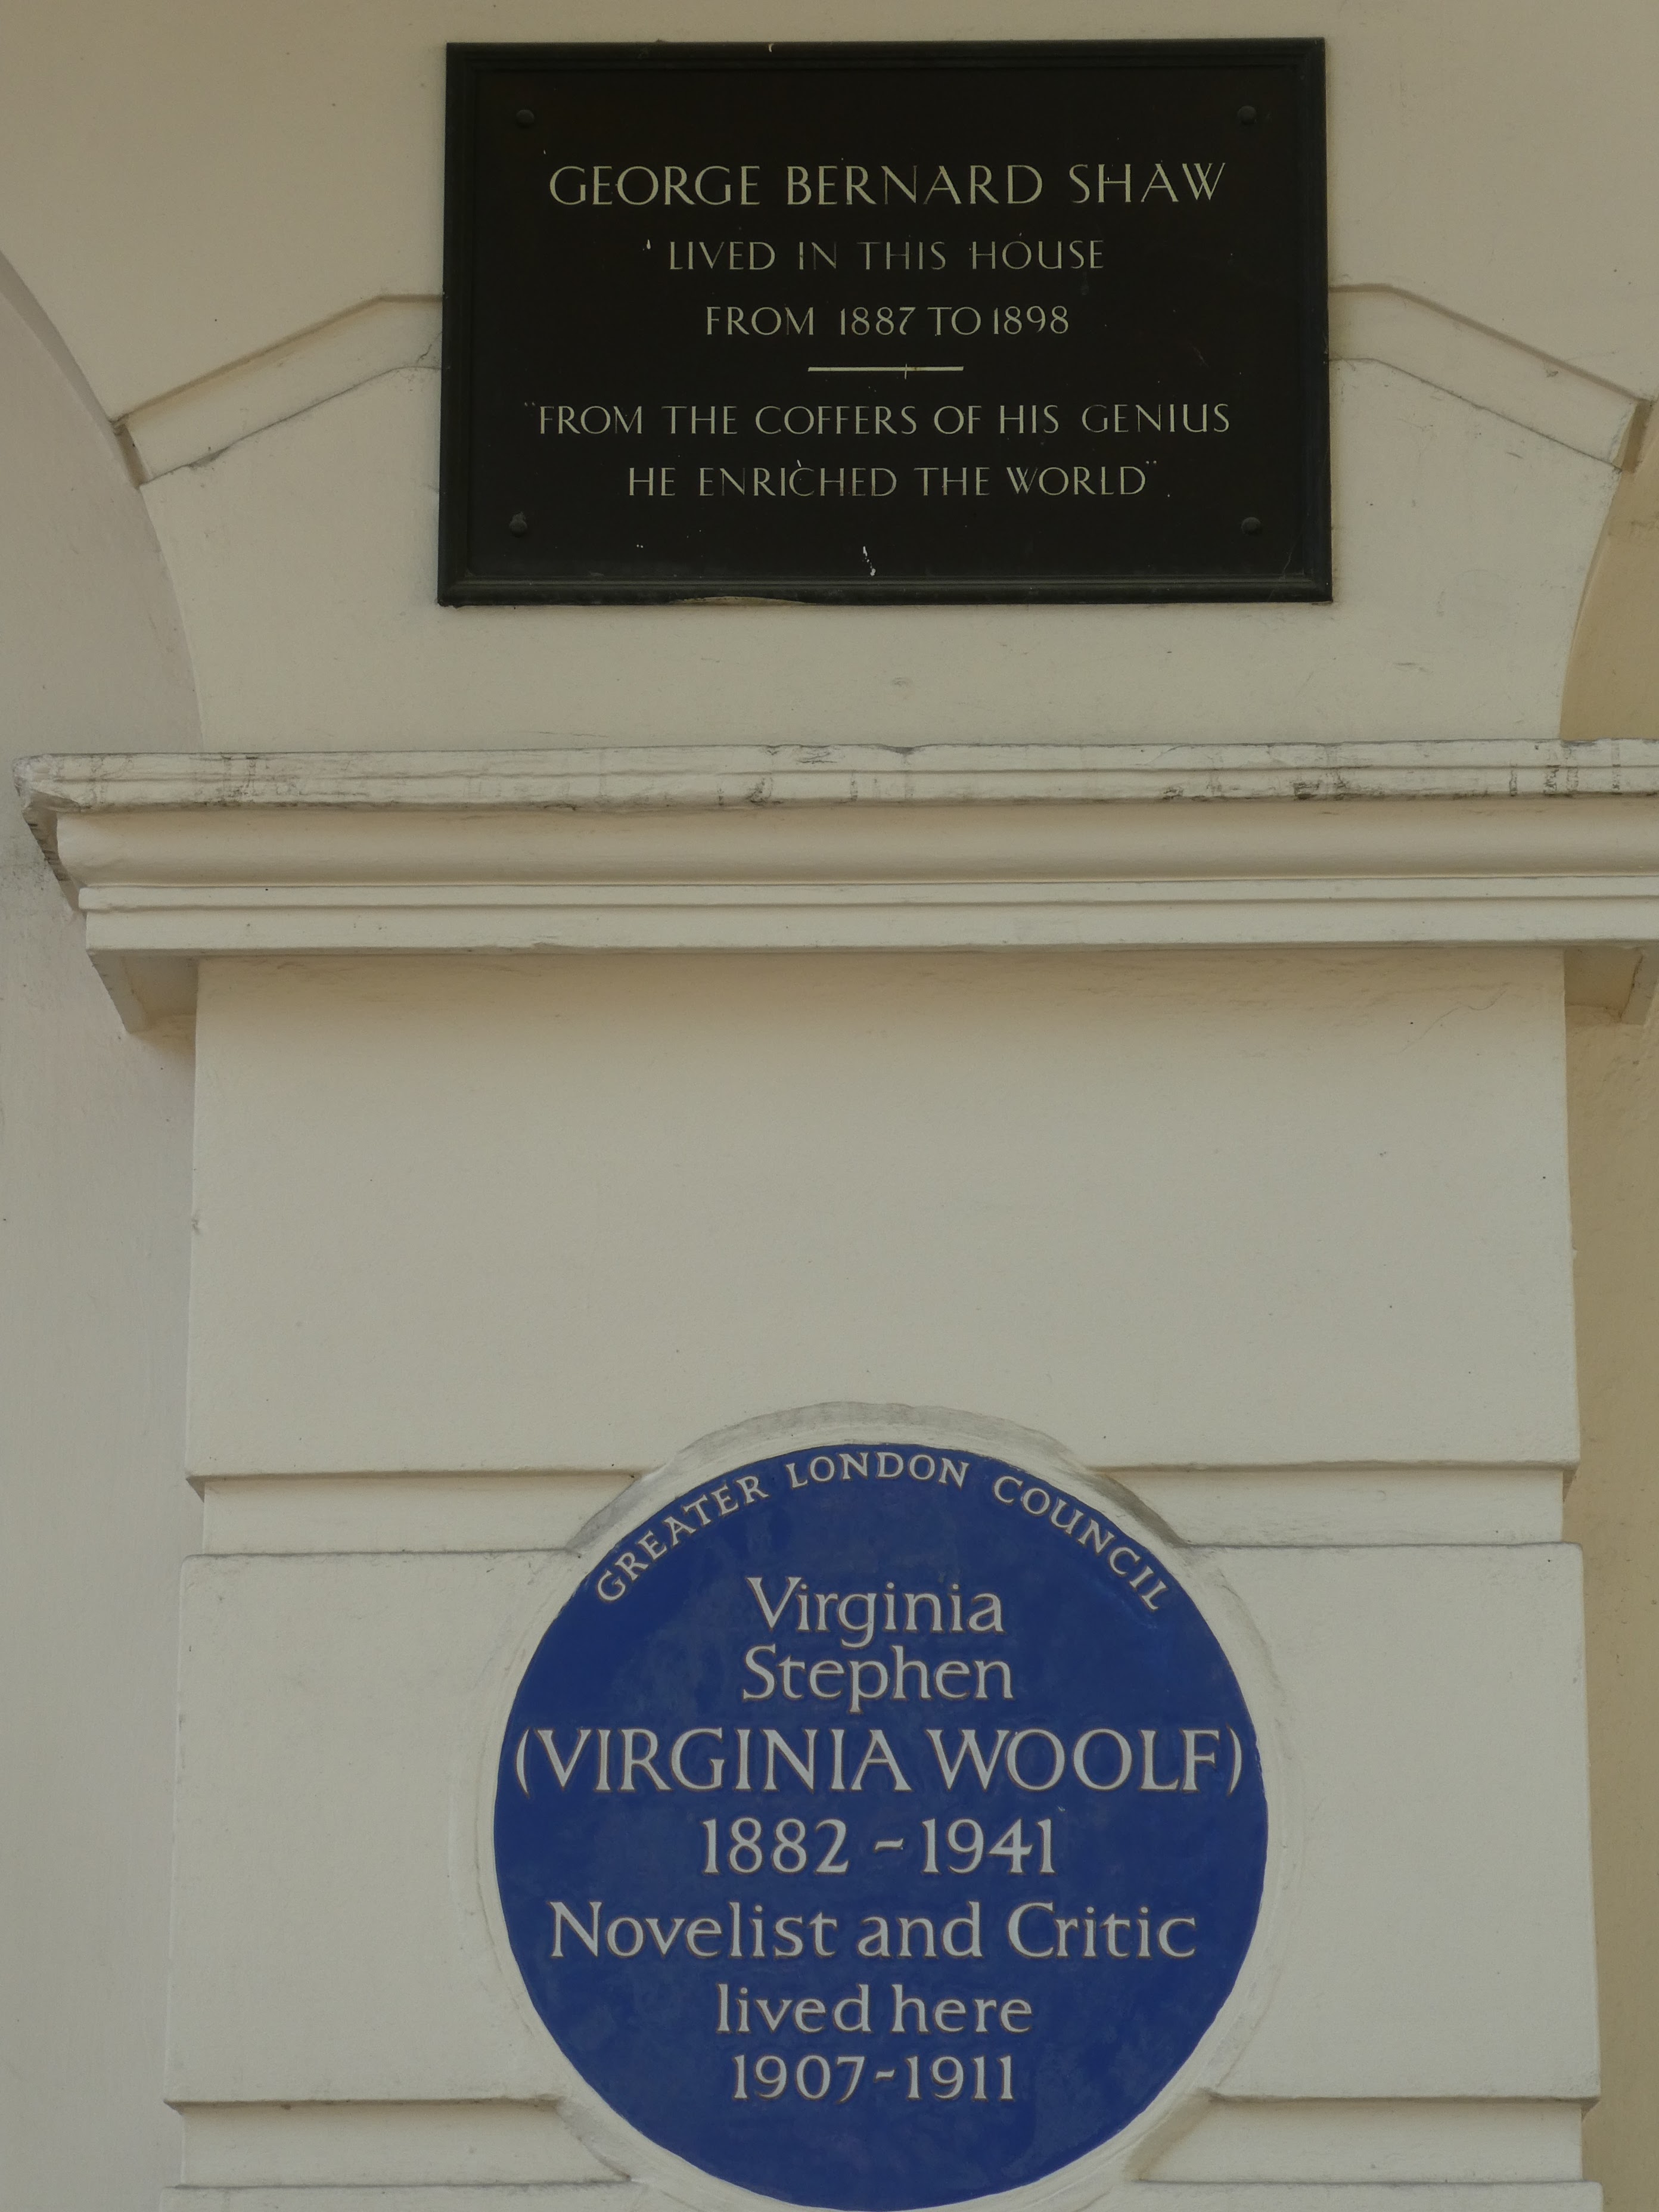 GEORGE BERNARD SHAW
LIVED IN THIS HOUSE
FROM 1887 TO 1898
"FROM THE COFFERS OF HIS GENIUS
HE ENRICHED THE WORLD".
GREATER LONDON COUNCIL
Virginia
Stephen
(VIRGINIA WOOLF)
1882 - 1941
Novelist and Critic
lived here
1907-1911